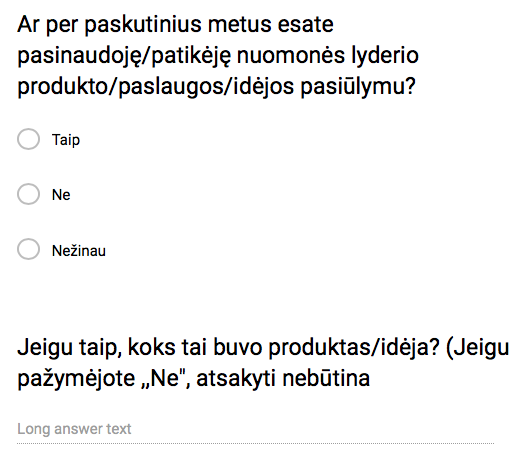 Ar per paskutinius metus esate
pasinaudoję/patikėję nuomonės lyderio
produkto/paslaugos/idėjos pasiūlymu?
Taip
Ne
Nežinau
Jeigu taip, koks tai buvo produktas/idėja? (Jeigu
pažymėjote ,,Ne", atsakyti nebūtina
Long answer text